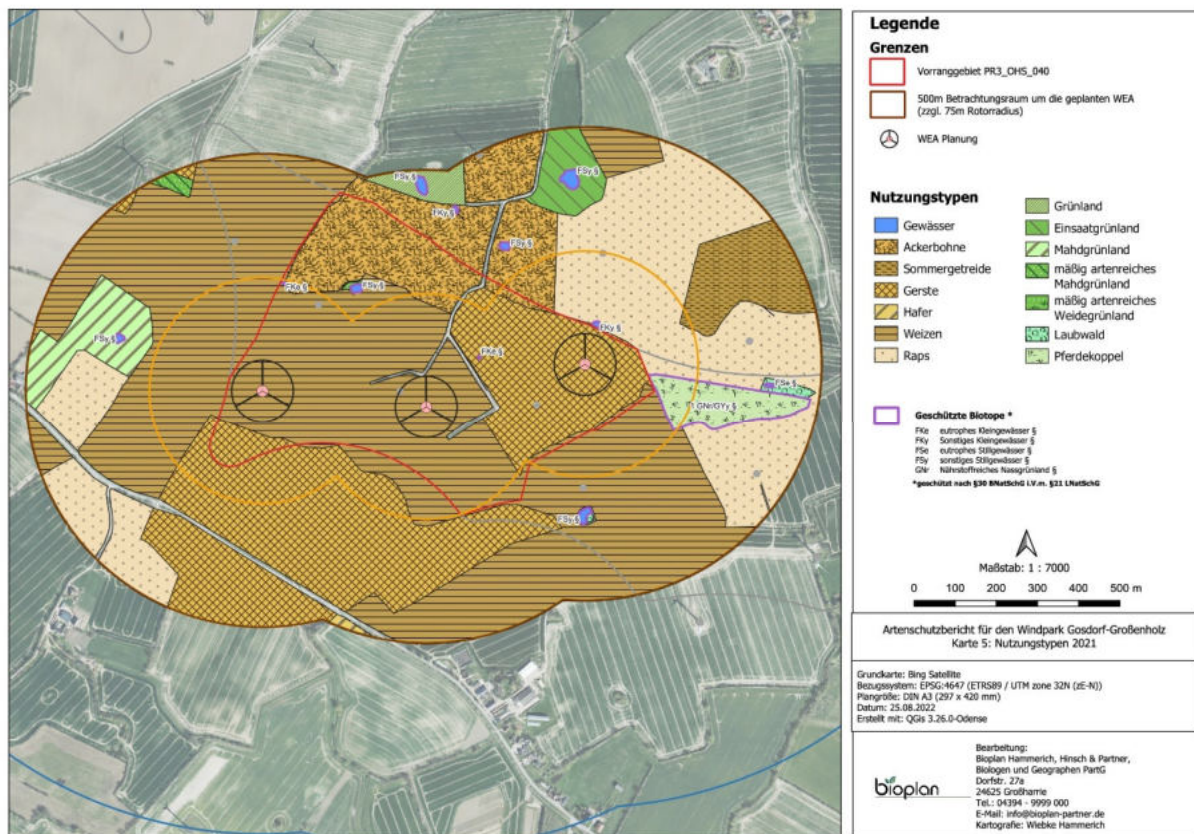 FSy §
FSy §
FKy §
FSy §
FKe §
FSy §
FKy §
FSy §
FKe §
FSe §
GNr/GYy §
FSy §
Legende
Grenzen
Vorranggebiet PR3_OHS_040
500m Betrachtungsraum um die geplanten WEA
(zzgl. 75m Rotorradius)
WEA Planung
Nutzungstypen
Gewässer
Ackerbohne
Sommergetreide
Gerste
Hafer
Weizen
Raps
Grünland
Einsaatgrünland
Mahdgrünland
mäßig artenreiches
Mahdgrünland
mäßig artenreiches
Weidegrünland
Laubwald
Pferdekoppel
Geschützte Biotope *
FKe eutrophes Kleingewässer §
FKy Sonstiges Kleingewässer §
FSe eutrophes Stillgewässer §
FSy sonstiges Stillgewässer §
GNr Nährstoffreiches Nassgrünland §
*geschützt nach §30 BNatSchG i.V.m. §21 LNatSchG
Maßstab: 1 : 7000
0 100 200 300 400 500 m
Artenschutzbericht für den Windpark Gosdorf-Großenholz
Karte 5: Nutzungstypen 2021
Grundkarte: Bing Satellite
Bezugssystem: EPSG:4647 (ETRS89 / UTM zone 32N (zE-N))
Plangröße: DIN A3 (297 x 420 mm)
Datum: 25.08.2022
Erstellt mit: QGis 3.26.0-Odense
bioplan
Bearbeitung:
Bioplan Hammerich, Hinsch & Partner,
Biologen und Geographen PartG
Dorfstr. 27a
24625 Großharrie
Tel.: 04394 - 9999 000
E-Mail: info@bioplan-partner.de
Kartografie: Wiebke Hammerich